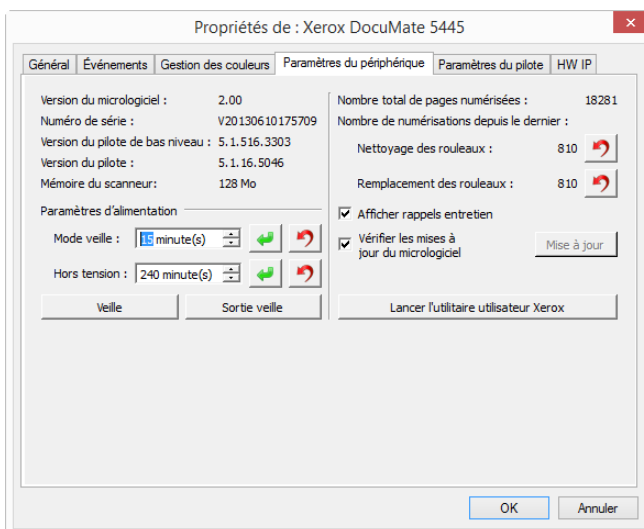 Propriétés de : Xerox DocuMate 5445
Général Événements Gestion des couleurs Paramètres du périphérique Paramètres du pilote HW IP
Version du micrologiciel : 2.00
Numéro de série : V20130610175709
Version du pilote de bas niveau : 5.1.516.3303
Version du pilote : 5.1.16.5046
Mémoire du scanneur: 128 Mo
Paramètres d'alimentation
Mode veille : 15 minute(s)
Hors tension : 240 minute(s)
Veille Sortie veille
Nombre total de pages numérisées : 18281
Nombre de numérisations depuis le dernier :
Nettoyage des rouleaux : 810
Remplacement des rouleaux : 810
Afficher rappels entretien
Vérifier les mises à
jour du micrologiciel
Mise à jour
Lancer l'utilitaire utilisateur Xerox
OK Annuler